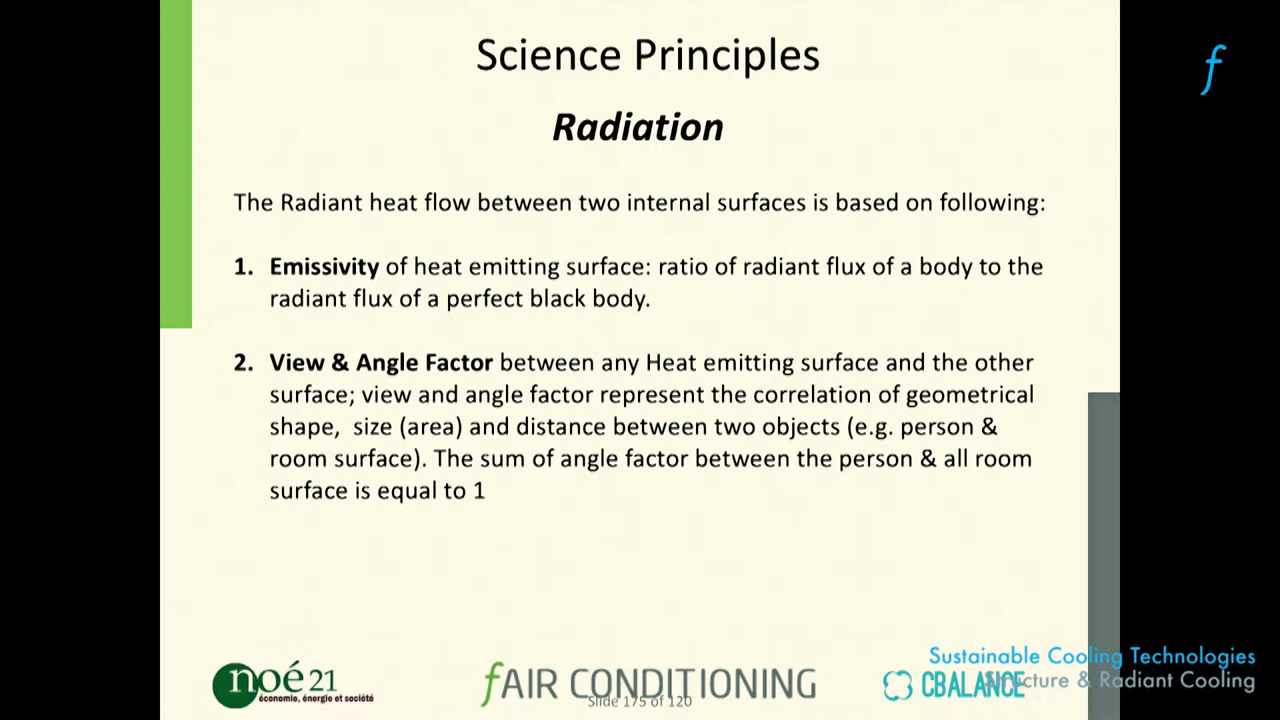 Science Principles
f
Radiation
The Radiant heat flow between two internal surfaces is based on following:
1. Emissivity of heat emitting surface: ratio of radiant flux of a body to the
radiant flux of a perfect black body.
2. View & Angle Factor between any Heat emitting surface and the other
surface; view and angle factor represent the correlation of geometrical
shape, size (area) and distance between two objects (e.g. person &
room surface). The sum of angle factor between the person & all room
surface is equal to 1
noé21
économie, énergie et société
fAIR CONDITIONING
Slide 175 of 120
CBALANCE
Sustainable Cooling Technologies
Structure & Radiant Cooling